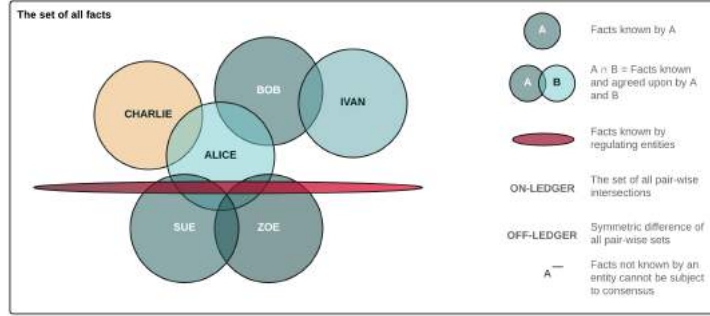 The set of all facts
CHARLIE
BOB
IVAN
ALICE
SUE
ZOE
A
Facts known by A
A B
A ∩ B = Facts known
and agreed upon by A
and B
Facts known by
regulating entities
ON-LEDGER
The set of all pair-wise
intersections
OFF-LEDGER
Symmetric difference of
all pair-wise sets
A—
Facts not known by an
entity cannot be subject
to consensus